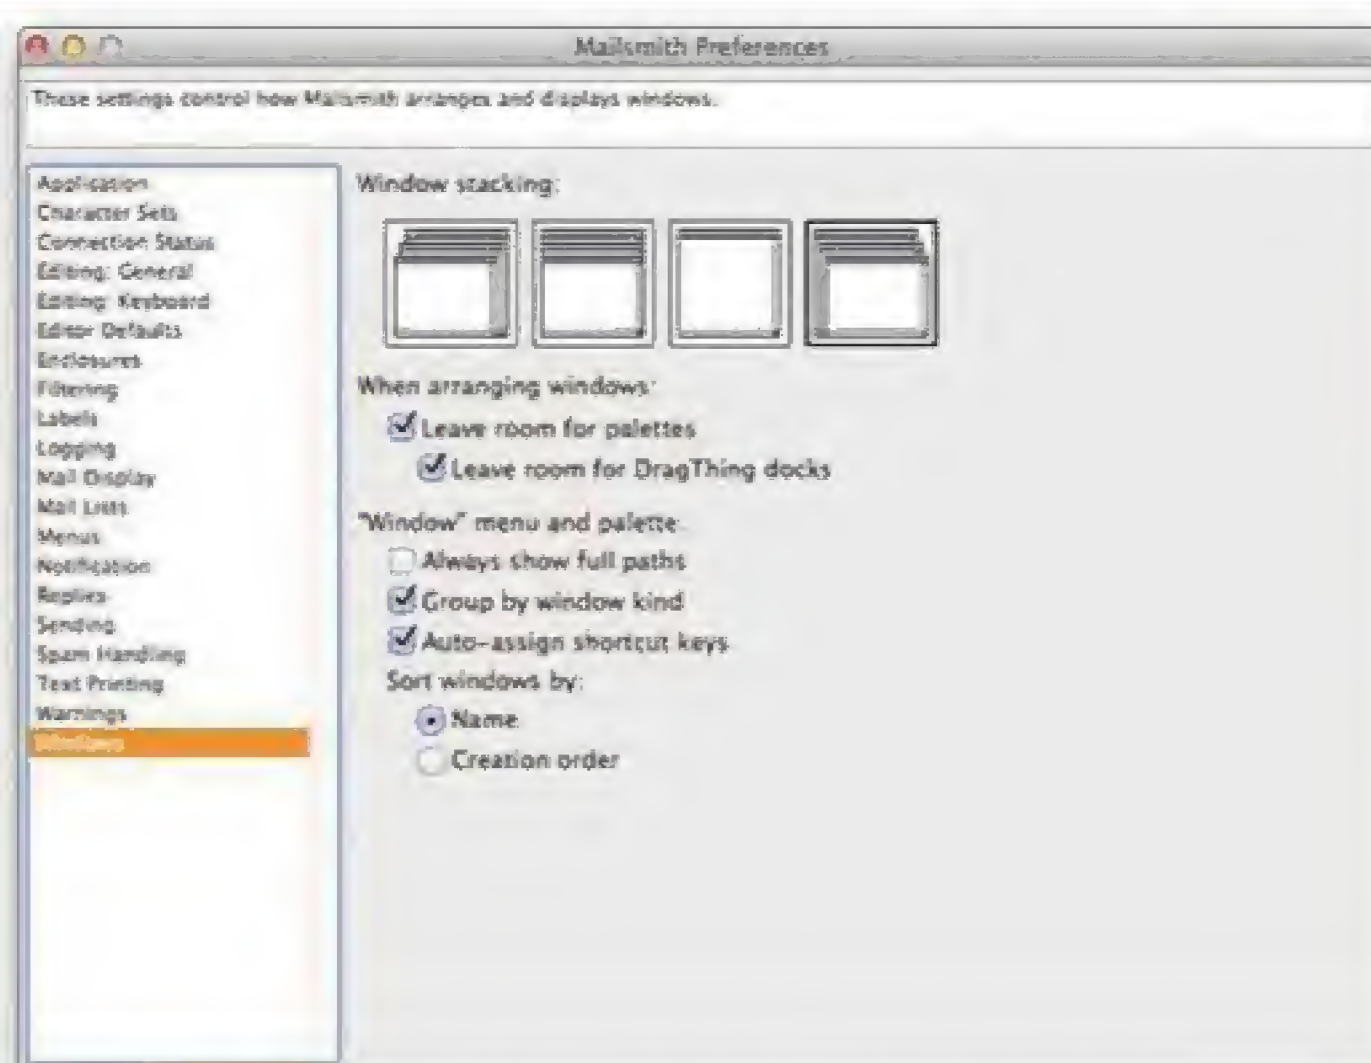 Mailsmith Preferences
These settings control how Mailsmith arranges and displays windows.
Application
Character Sets
Connection Status
Editing: General
Editing: Keyboard
Editor Defaults
Enclosures
Filtering
Labels
Logging
Mail Display
Mail Lists
Menus
Notification
Replies
Sending
Spam Handling
Text Printing
Warnings
Windows
Window stacking:
When arranging windows:
Leave room for palettes
Leave room for DragThing docks
"Window" menu and palette:
Always show full paths
Group by window kind
Auto-assign shortcut keys
Sort windows by:
Name
Creation order